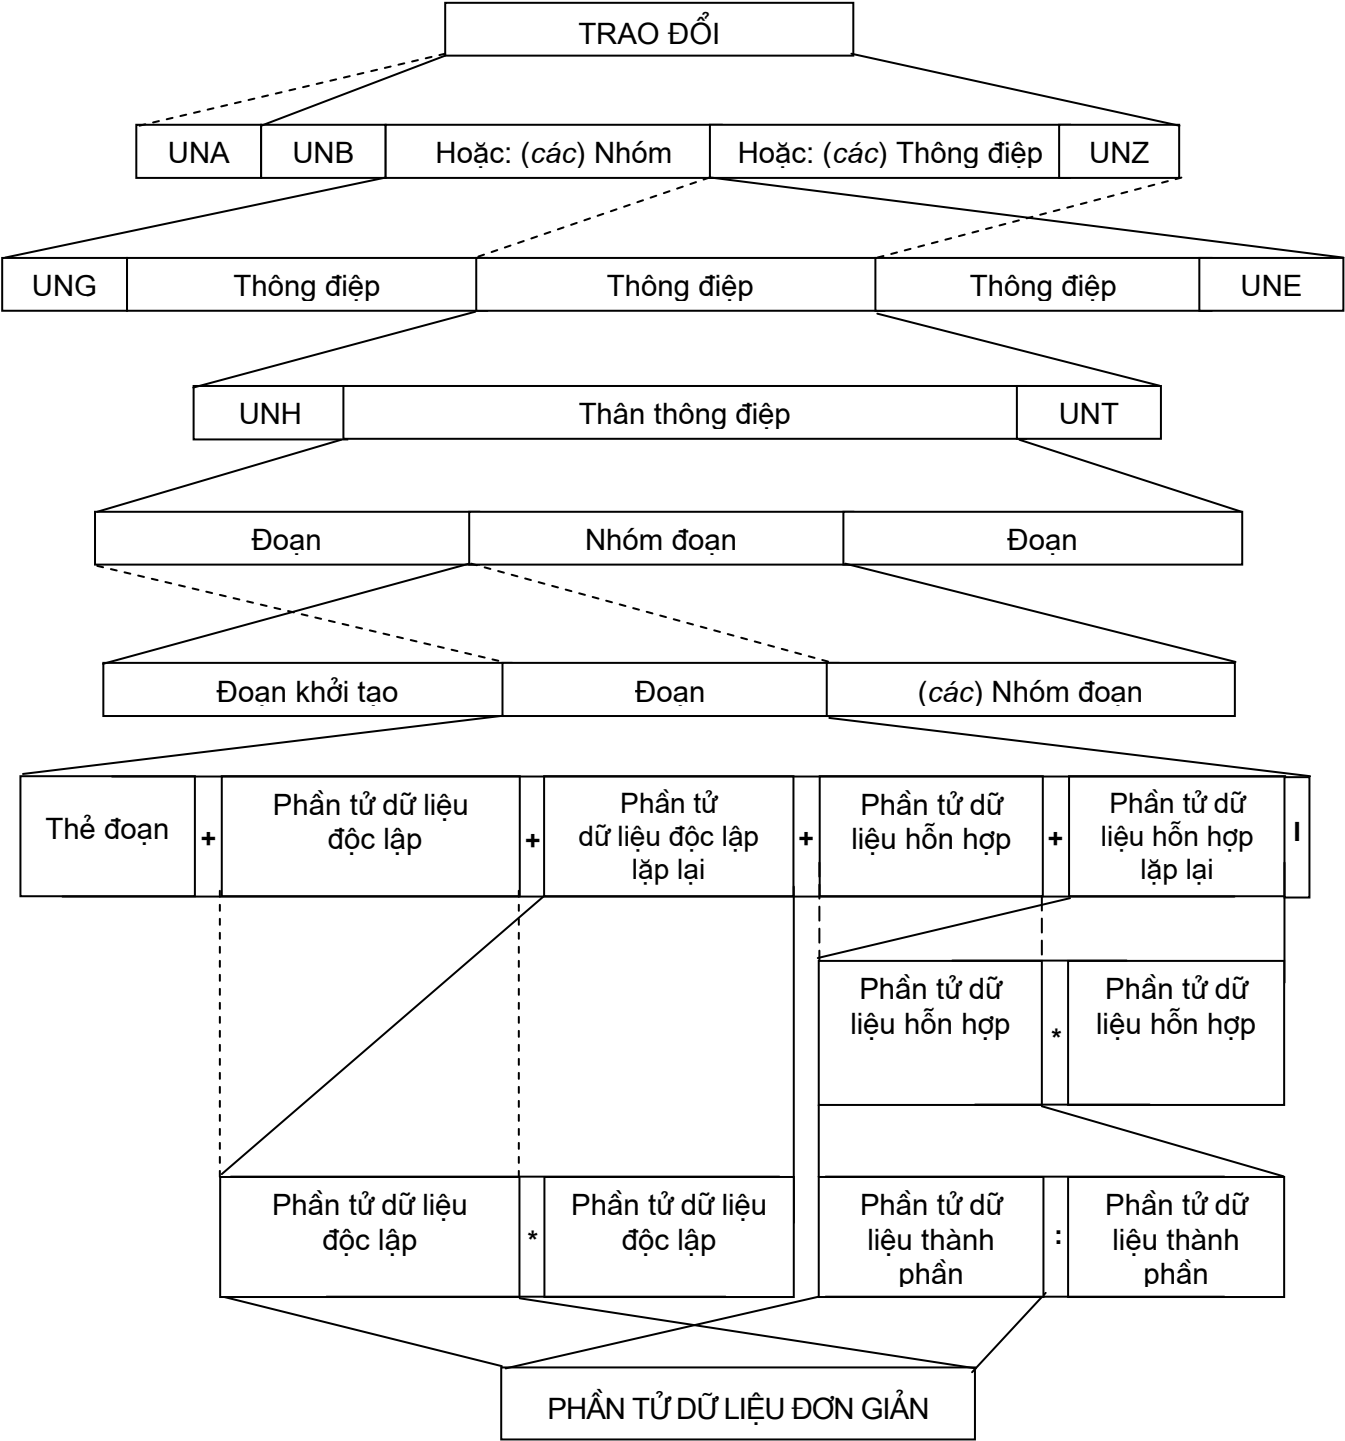 TRAO ĐỔI
UNA UNB Hoặc: (các) Nhóm Hoặc: (các) Thông điệp UNZ
UNG Thông điệp Thông điệp Thông điệp UNE
UNH Thân thông điệp UNT
Đoạn Nhóm đoạn Đoạn
Đoạn khởi tạo Đoạn (các) Nhóm đoạn
Thẻ đoạn
+
Phần tử dữ liệu
độc lập
+
Phần tử
dữ liệu độc lập
lặp lại
+
Phần tử dữ
liệu hỗn hợp
+
Phần tử dữ
liệu hỗn hợp
lặp lại
I
Phần tử dữ
liệu hỗn hợp
*
Phần tử dữ
liệu hỗn hợp
Phần tử dữ liệu
độc lập
*
Phần tử dữ liệu
độc lập
Phần tử dữ
liệu thành
phần
:
Phần tử dữ
liệu thành
phần
PHẦN TỬ DỮ LIỆU ĐƠN GIẢN